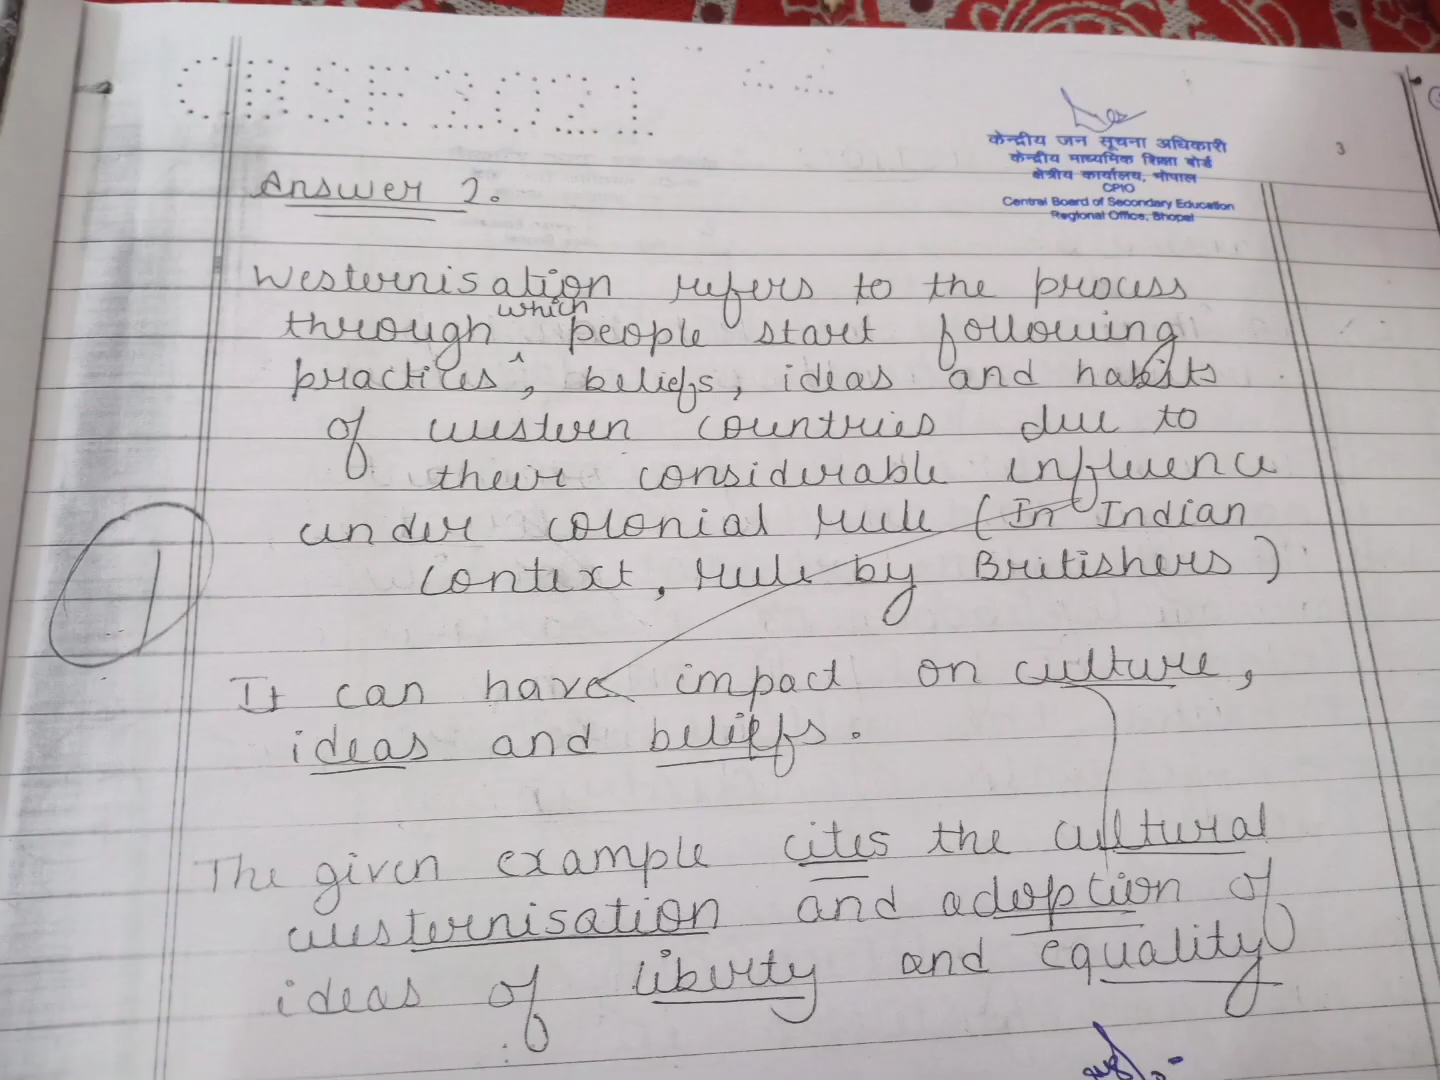 CBSE 2021
केन्द्रीय जन सूचना अधिकारी
केन्द्रीय माध्यमिक शिक्षा बोर्ड
क्षेत्रीय कार्यालय, भोपाल
CPIO
Central Board of Secondary Education
Regional Office, Bhopal
3
Answer 2.
Westernisation refers to the process
which
through people start following
practices, beliefs, ideas and habits
of western countries due to
their considerable influence
under colonial rule (In Indian
context, rule by Britishers)
1
It can have impact on culture,
ideas and beliefs.
The given example cites the cultural
westernisation and adoption of
ideas of liberty and equality